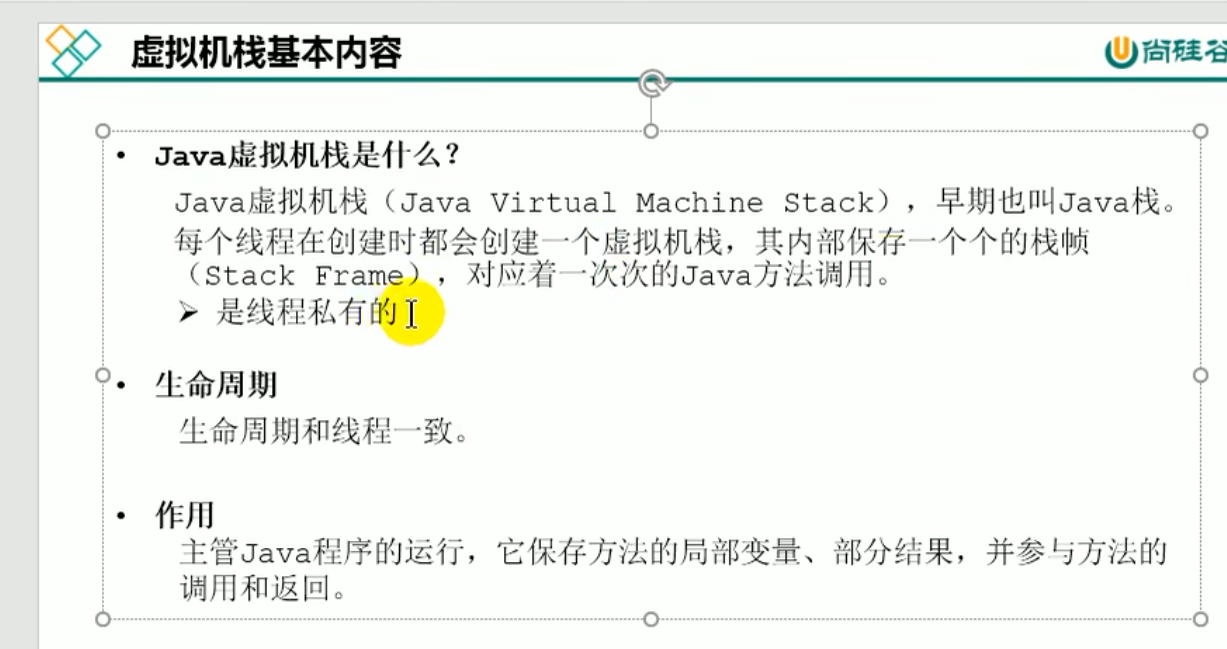 虚拟机栈基本内容
尚硅谷
• Java虚拟机栈是什么？
Java虚拟机栈（Java Virtual Machine Stack），早期也叫Java栈。
每个线程在创建时都会创建一个虚拟机栈，其内部保存一个个的栈帧
（Stack Frame），对应着一次次的Java方法调用。
➢ 是线程私有的
• 生命周期
生命周期和线程一致。
• 作用
主管Java程序的运行，它保存方法的局部变量、部分结果，并参与方法的
调用和返回。